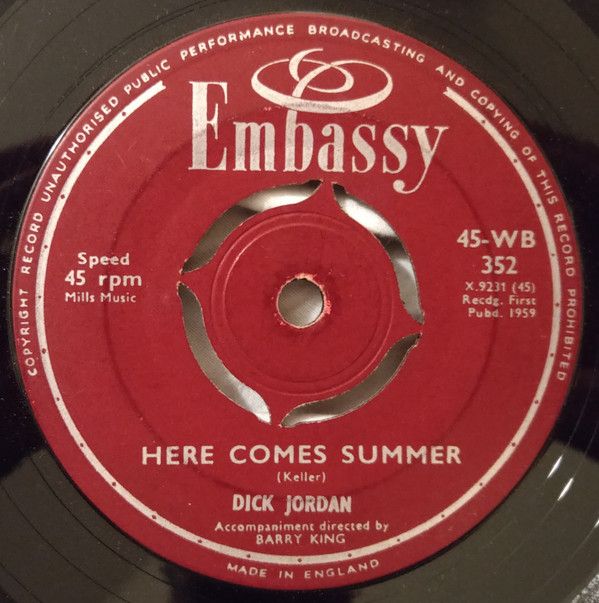 COPYRIGHT RECORD UNAUTHORISED PUBLIC PERFORMANCE BROADCASTING AND COPYING OF THIS RECORD PROHIBITED
Embassy
Speed
45 rpm
Mills Music
45-WB
352
X.9231 (45)
Recdg. First
Pubd. 1959
HERE COMES SUMMER
(Keller)
DICK JORDAN
Accompaniment directed by
BARRY KING
MADE IN ENGLAND